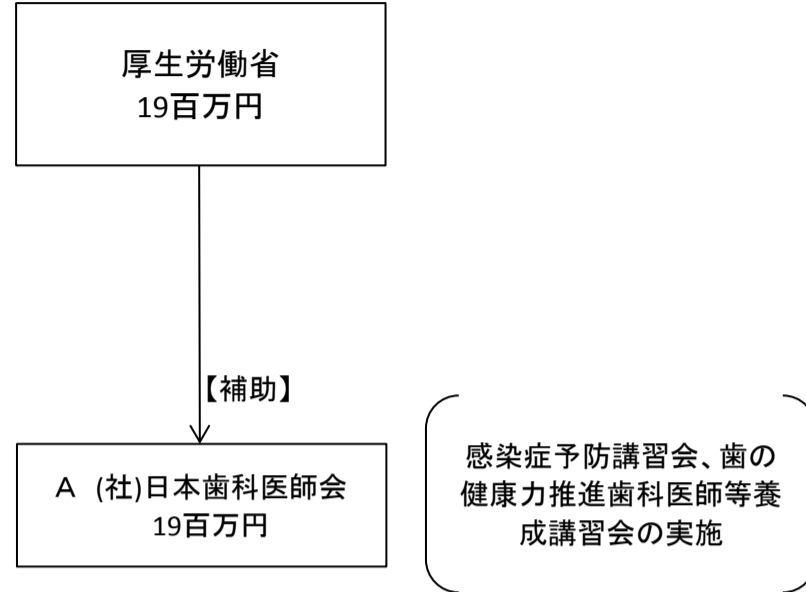 厚生労働省
19百万円
【補助】
A (社)日本歯科医師会
19百万円
感染症予防講習会、歯の
健康力推進歯科医師等養
成講習会の実施